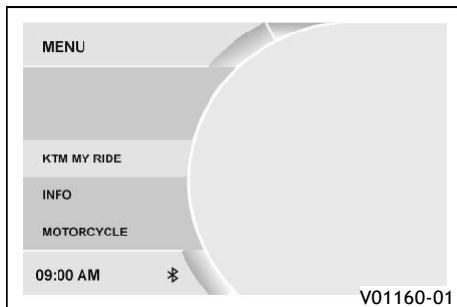 MENU
KTM MY RIDE
INFO
MOTORCYCLE
09:00 AM
V01160-01